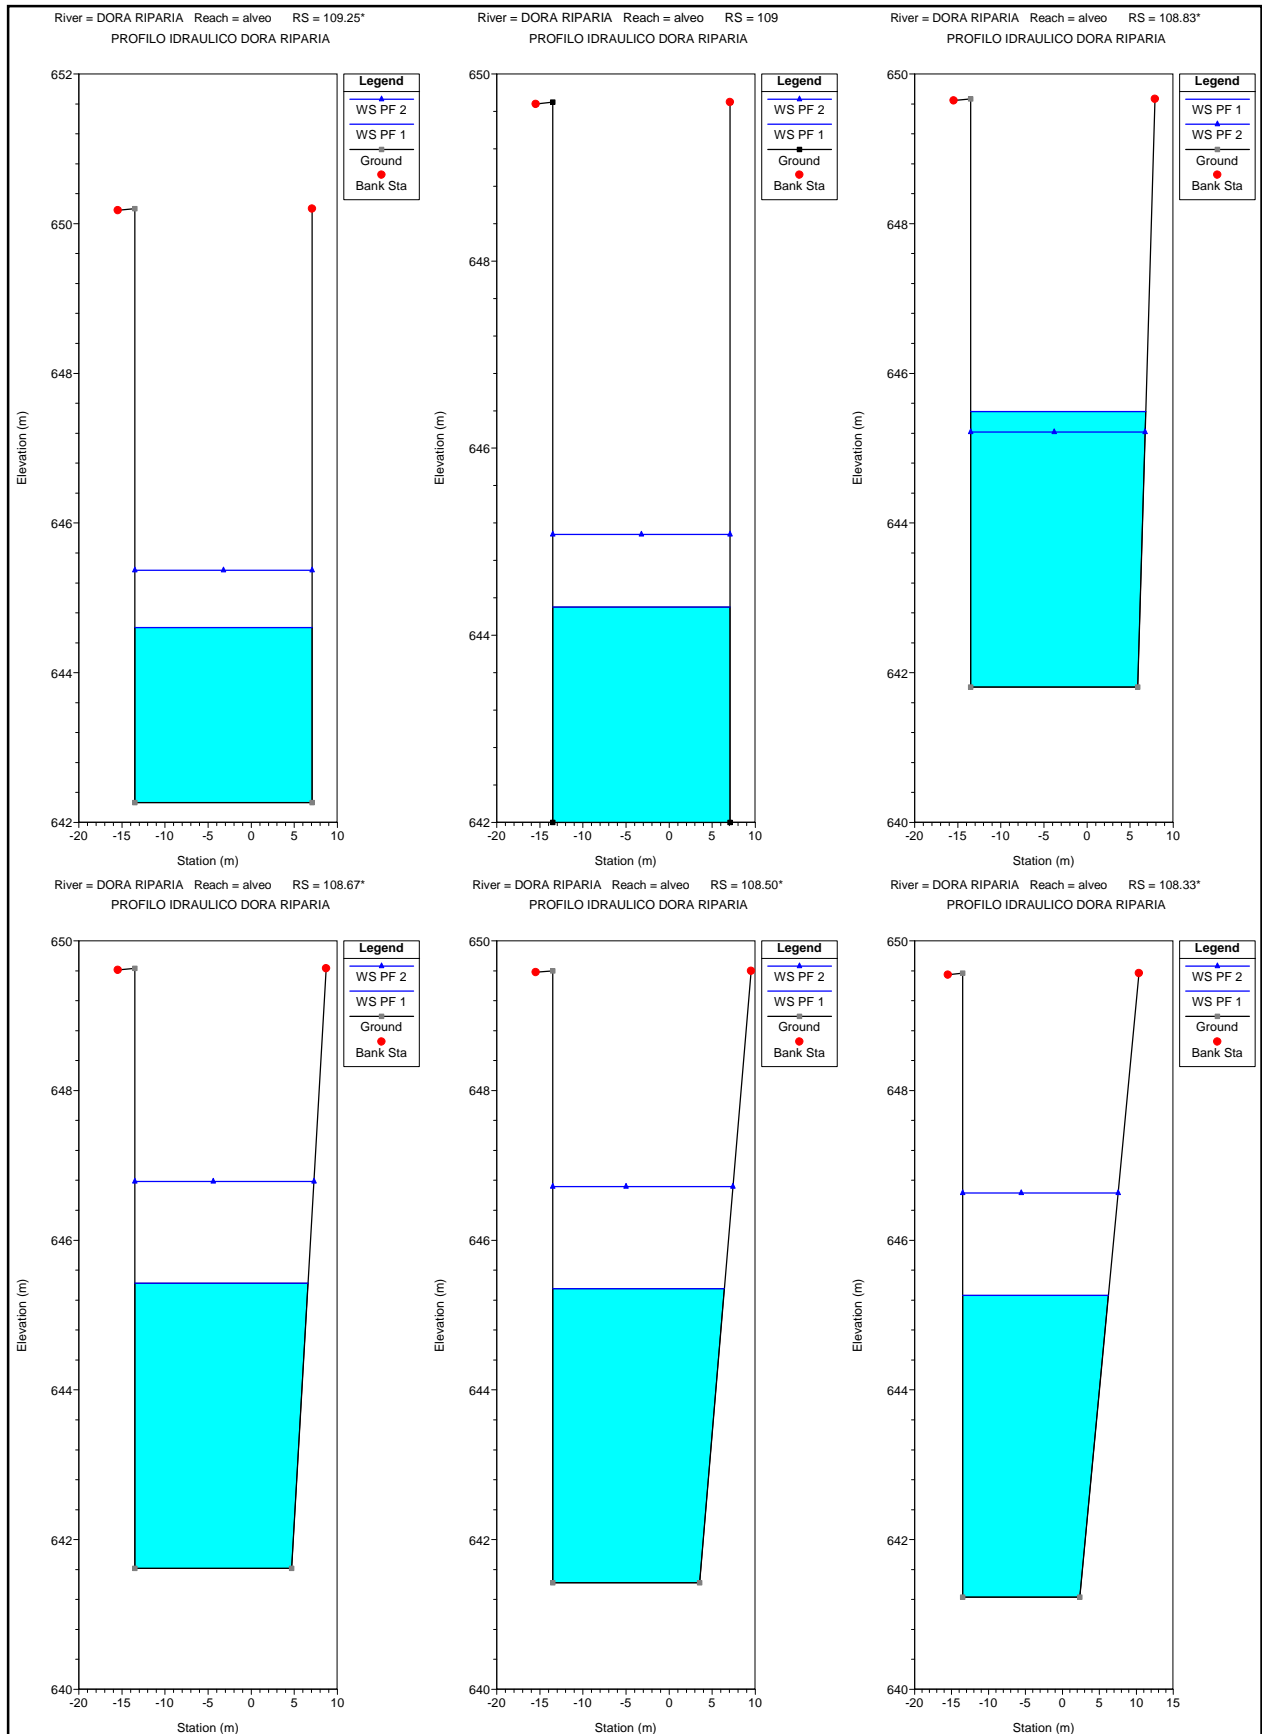 River = DORA RIPARIA Reach = alveo RS = 109.25*
PROFILO IDRAULICO DORA RIPARIA
652
650
648
646
644
642
-20 -15 -10 -5 0 5 10
Station (m)
Elevation (m)
Legend
WS PF 2
WS PF 1
Ground
Bank Sta
River = DORA RIPARIA Reach = alveo RS = 109
PROFILO IDRAULICO DORA RIPARIA
650
648
646
644
642
-20 -15 -10 -5 0 5 10
Station (m)
Elevation (m)
Legend
WS PF 2
WS PF 1
Ground
Bank Sta
River = DORA RIPARIA Reach = alveo RS = 108.83*
PROFILO IDRAULICO DORA RIPARIA
650
648
646
644
642
640
-20 -15 -10 -5 0 5 10
Station (m)
Elevation (m)
Legend
WS PF 1
WS PF 2
Ground
Bank Sta
River = DORA RIPARIA Reach = alveo RS = 108.67*
PROFILO IDRAULICO DORA RIPARIA
650
648
646
644
642
640
-20 -15 -10 -5 0 5 10
Station (m)
Elevation (m)
Legend
WS PF 2
WS PF 1
Ground
Bank Sta
River = DORA RIPARIA Reach = alveo RS = 108.50*
PROFILO IDRAULICO DORA RIPARIA
650
648
646
644
642
640
-20 -15 -10 -5 0 5 10
Station (m)
Elevation (m)
Legend
WS PF 2
WS PF 1
Ground
Bank Sta
River = DORA RIPARIA Reach = alveo RS = 108.33*
PROFILO IDRAULICO DORA RIPARIA
650
648
646
644
642
640
-20 -15 -10 -5 0 5 10 15
Station (m)
Elevation (m)
Legend
WS PF 2
WS PF 1
Ground
Bank Sta